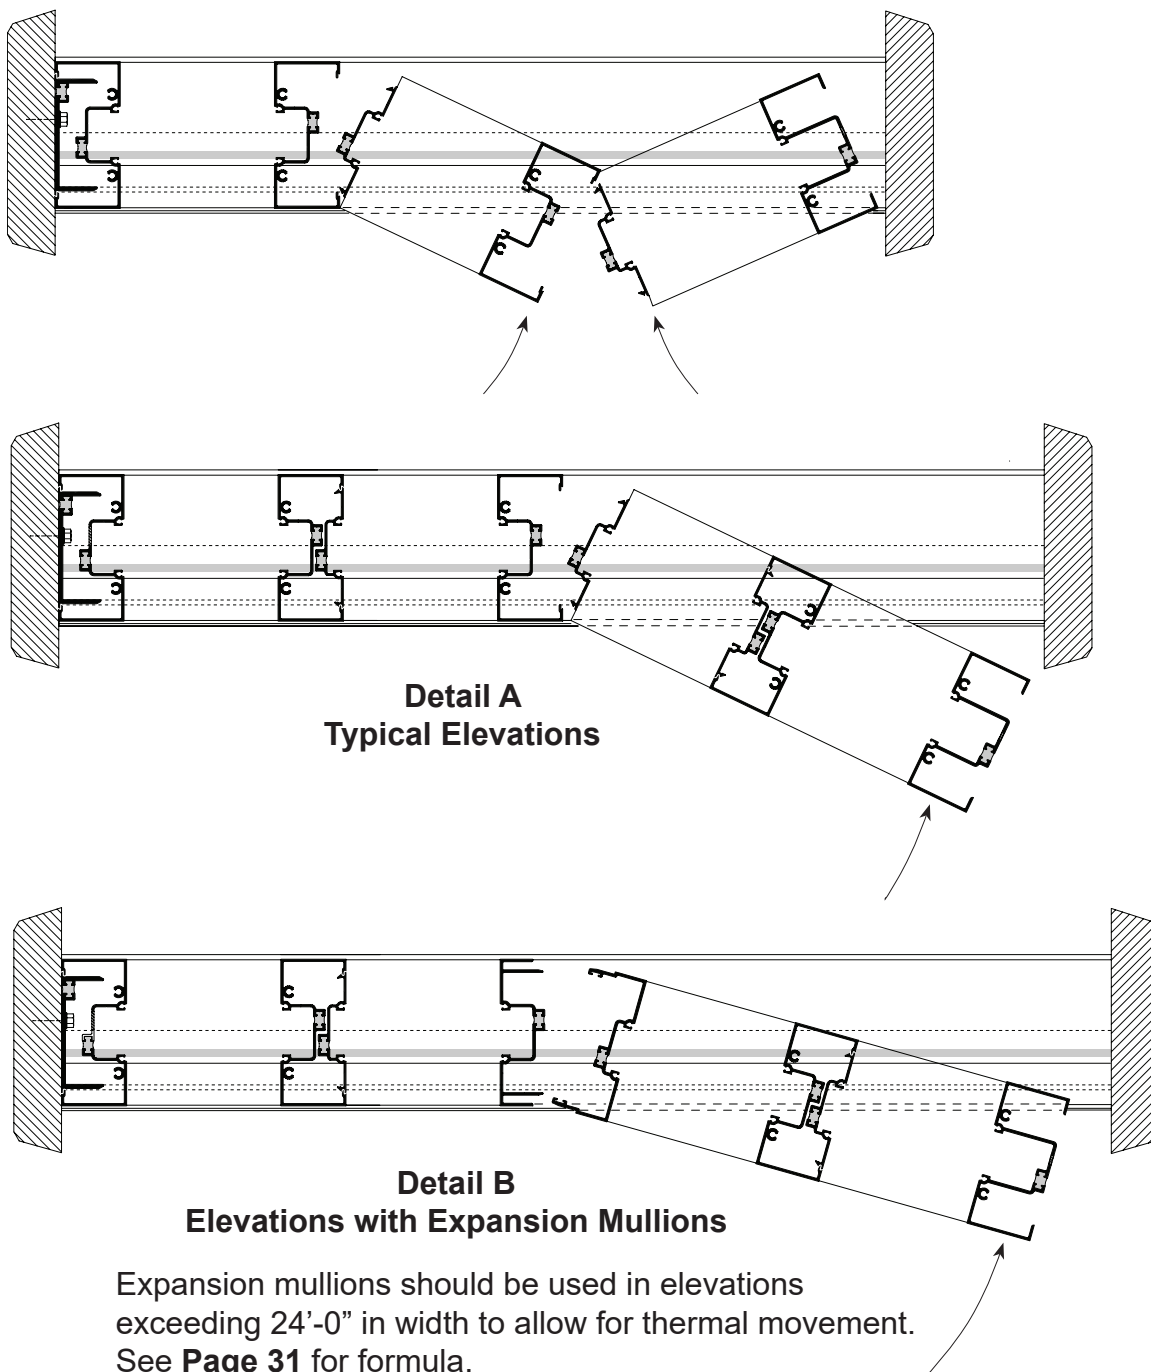 Detail A
Typical Elevations
Detail B
Elevations with Expansion Mullions
Expansion mullions should be used in elevations
exceeding 24’-0” in width to allow for thermal movement.
See Page 31 for formula.